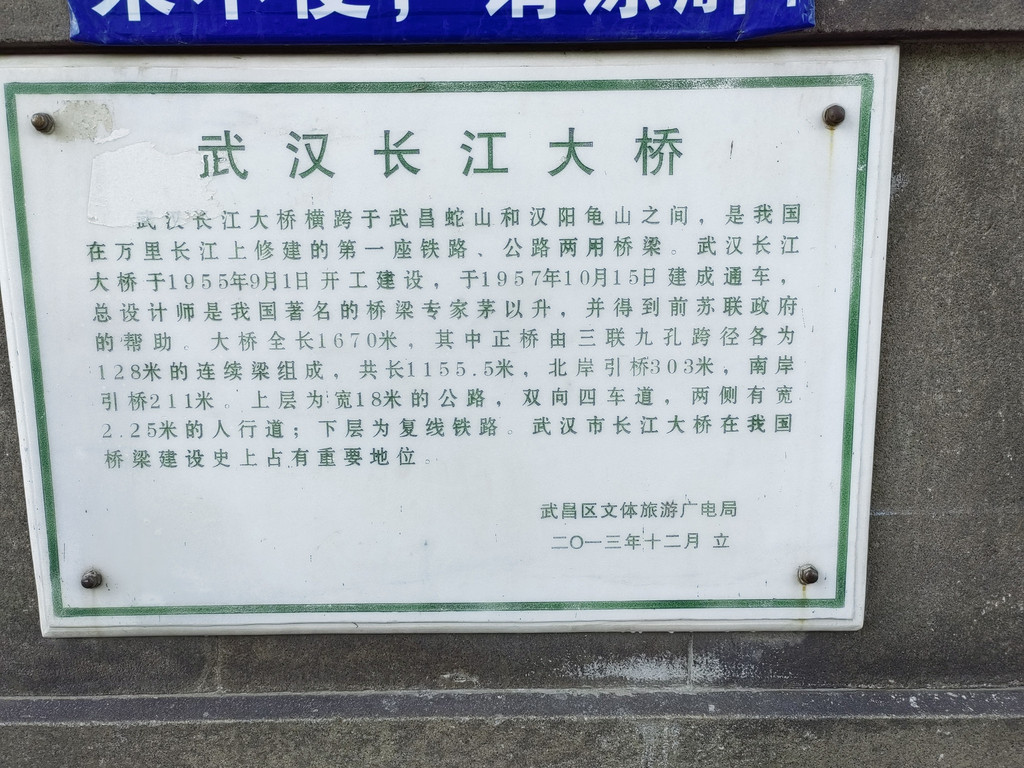 来不便，请谅解！
武汉长江大桥
武汉长江大桥横跨于武昌蛇山和汉阳龟山之间，是我国
在万里长江上修建的第一座铁路、公路两用桥梁。武汉长江
大桥于1955年9月1日开工建设，于1957年10月15日建成通车，
总设计师是我国著名的桥梁专家茅以升，并得到前苏联政府
的帮助。大桥全长1670米，其中正桥由三联九孔跨径各为
128米的连续梁组成，共长1155.5米，北岸引桥303米，南岸
引桥211米。上层为宽18米的公路，双向四车道，两侧有宽
2.25米的人行道；下层为复线铁路。武汉市长江大桥在我国
桥梁建设史上占有重要地位。
武昌区文体旅游广电局
二〇一三年十二月 立